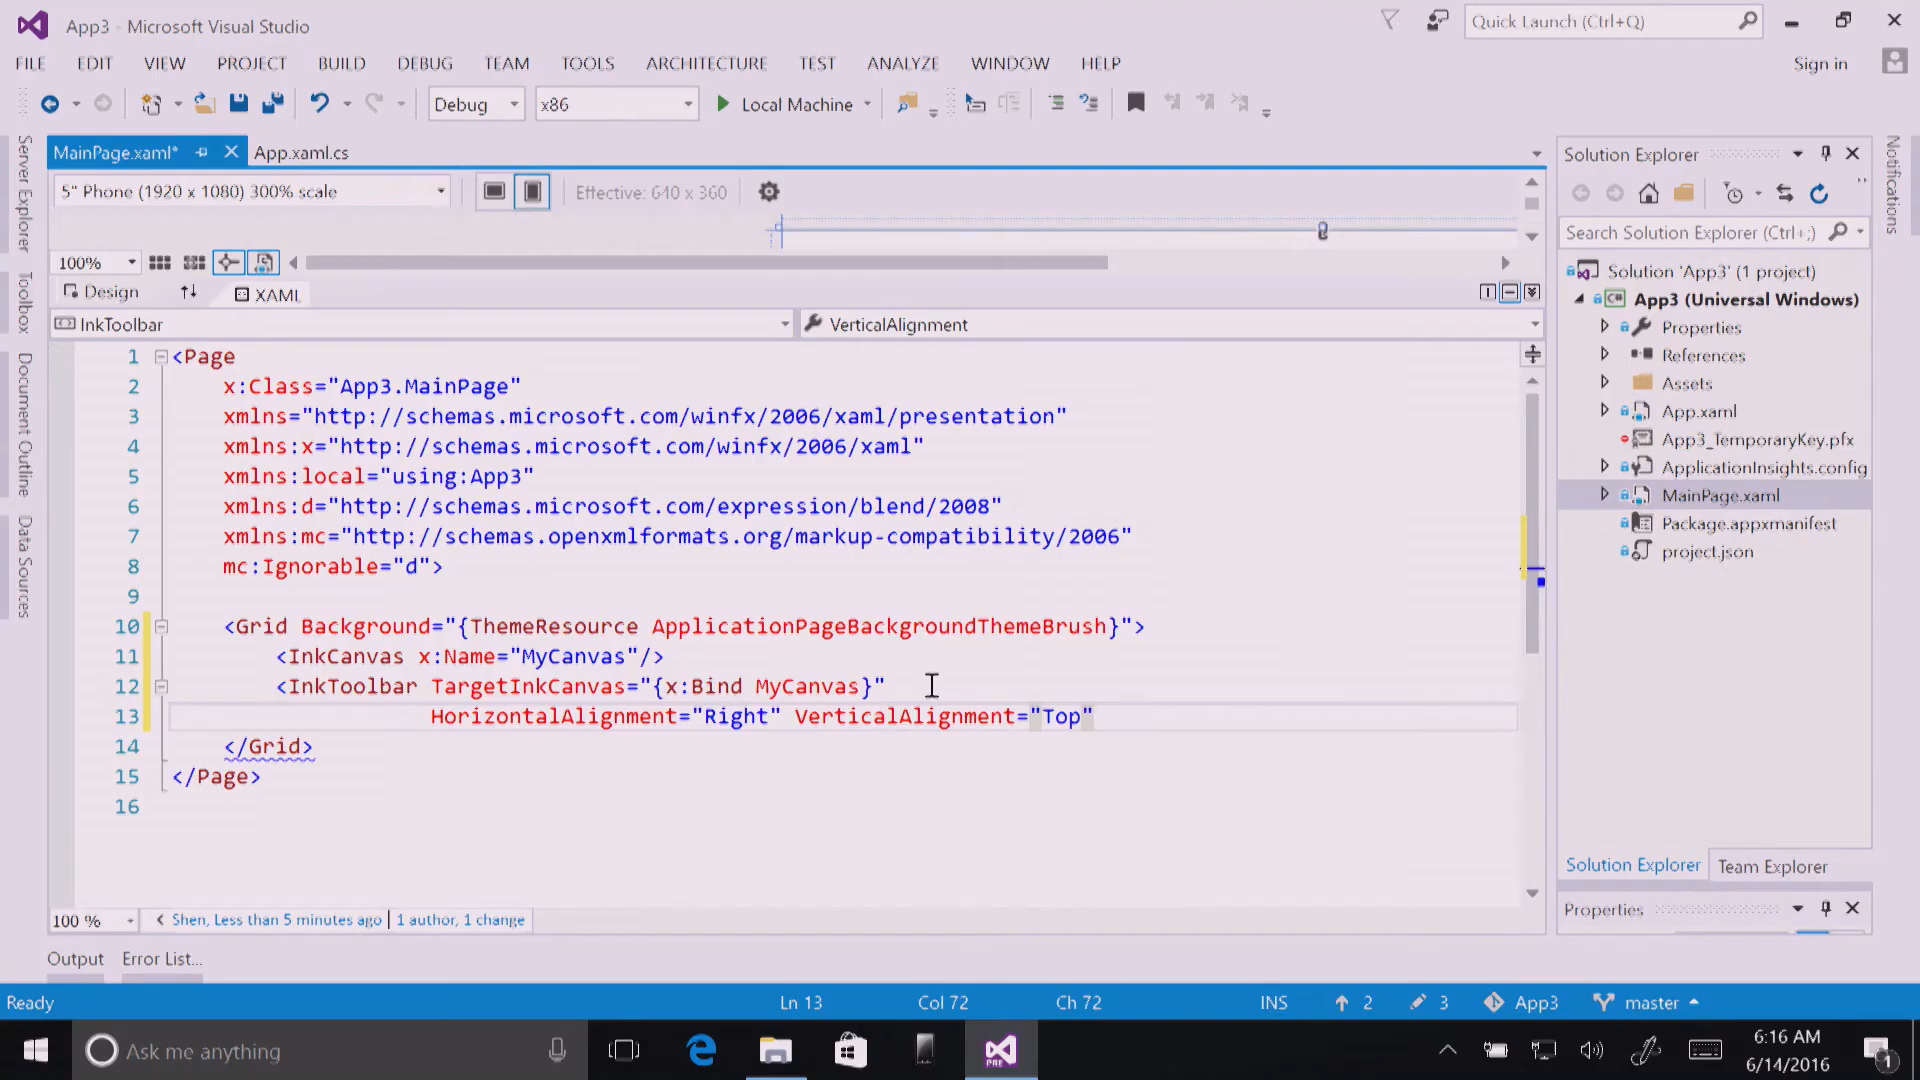 App3 - Microsoft Visual Studio
Quick Launch (Ctrl+Q)
FILE EDIT VIEW PROJECT BUILD DEBUG TEAM TOOLS ARCHITECTURE TEST ANALYZE WINDOW HELP
Sign in
Debug x86 Local Machine
MainPage.xaml* App.xaml.cs
5" Phone (1920 x 1080) 300% scale
Effective: 640 x 360
100%
Design XAML
InkToolbar VerticalAlignment
1 <Page
2 x:Class="App3.MainPage"
3 xmlns="http://schemas.microsoft.com/winfx/2006/xaml/presentation"
4 xmlns:x="http://schemas.microsoft.com/winfx/2006/xaml"
5 xmlns:local="using:App3"
6 xmlns:d="http://schemas.microsoft.com/expression/blend/2008"
7 xmlns:mc="http://schemas.openxmlformats.org/markup-compatibility/2006"
8 mc:Ignorable="d">
9
10 <Grid Background="{ThemeResource ApplicationPageBackgroundThemeBrush}">
11 <InkCanvas x:Name="MyCanvas"/>
12 <InkToolbar TargetInkCanvas="{x:Bind MyCanvas}"
13 HorizontalAlignment="Right" VerticalAlignment="Top"
14 </Grid>
15 </Page>
16
100 %
Shen, Less than 5 minutes ago | 1 author, 1 change
Output Error List...
Server Explorer
Toolbox
Document Outline
Data Sources
Solution Explorer
Search Solution Explorer (Ctrl+;)
Solution 'App3' (1 project)
App3 (Universal Windows)
Properties
References
Assets
App.xaml
App3_TemporaryKey.pfx
ApplicationInsights.config
MainPage.xaml
Package.appxmanifest
project.json
Solution Explorer Team Explorer
Properties
Notifications
Ready Ln 13 Col 72 Ch 72 INS 2 3 App3 master
Ask me anything
PRE
6:16 AM
6/14/2016
1